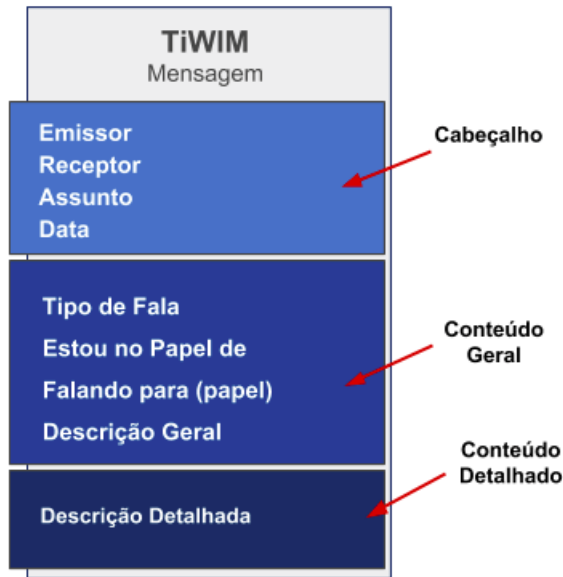 TiWIM
Mensagem
Emissor
Receptor
Assunto
Data
Cabeçalho
Tipo de Fala
Estou no Papel de
Falando para (papel)
Descrição Geral
Conteúdo
Geral
Descrição Detalhada
Conteúdo
Detalhado